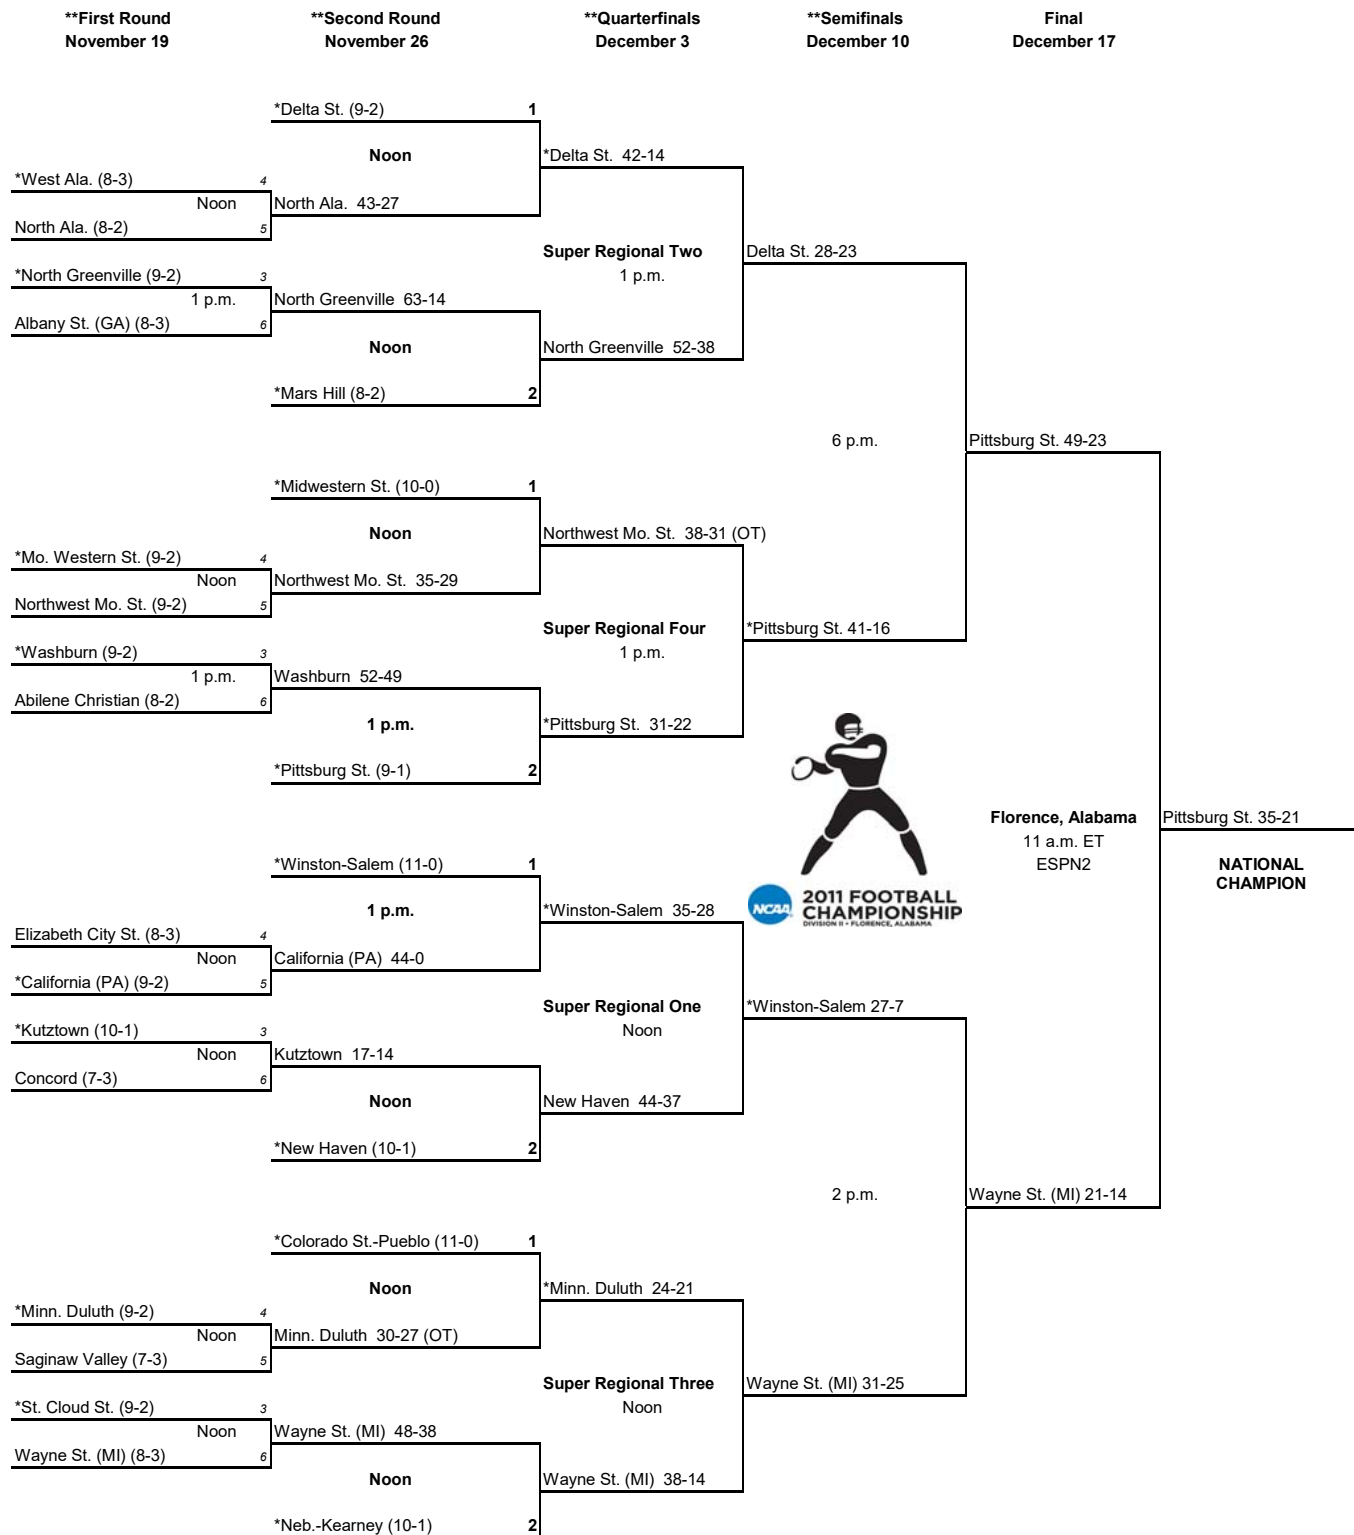 **First Round **Second Round **Quarterfinals **Semifinals Final
November 19 November 26 December 3 December 10 December 17
*Delta St. (9-2) 1
Noon *Delta St. 42-14
*West Ala. (8-3) 4
Noon North Ala. 43-27
North Ala. (8-2) 5
Super Regional Two Delta St. 28-23
*North Greenville (9-2) 3 1 p.m.
1 p.m. North Greenville 63-14
Albany St. (GA) (8-3) 6
Noon North Greenville 52-38
*Mars Hill (8-2) 2
6 p.m. Pittsburg St. 49-23
*Midwestern St. (10-0) 1
Noon Northwest Mo. St. 38-31 (OT)
*Mo. Western St. (9-2) 4
Noon Northwest Mo. St. 35-29
Northwest Mo. St. (9-2) 5
Super Regional Four *Pittsburg St. 41-16
*Washburn (9-2) 3 1 p.m.
1 p.m. Washburn 52-49
Abilene Christian (8-2) 6
1 p.m. *Pittsburg St. 31-22
*Pittsburg St. (9-1) 2
Florence, Alabama Pittsburg St. 35-21
11 a.m. ET
*Winston-Salem (11-0) 1 ESPN2 NATIONAL
CHAMPION
NCAA 2011 FOOTBALL
CHAMPIONSHIP
DIVISION II • FLORENCE, ALABAMA
1 p.m. *Winston-Salem 35-28
Elizabeth City St. (8-3) 4
Noon California (PA) 44-0
*California (PA) (9-2) 5
Super Regional One *Winston-Salem 27-7
*Kutztown (10-1) 3 Noon
Noon Kutztown 17-14
Concord (7-3) 6
Noon New Haven 44-37
*New Haven (10-1) 2
2 p.m. Wayne St. (MI) 21-14
*Colorado St.-Pueblo (11-0) 1
Noon *Minn. Duluth 24-21
*Minn. Duluth (9-2) 4
Noon Minn. Duluth 30-27 (OT)
Saginaw Valley (7-3) 5
Super Regional Three Wayne St. (MI) 31-25
*St. Cloud St. (9-2) 3 Noon
Noon Wayne St. (MI) 48-38
Wayne St. (MI) (8-3) 6
Noon Wayne St. (MI) 38-14
*Neb.-Kearney (10-1) 2